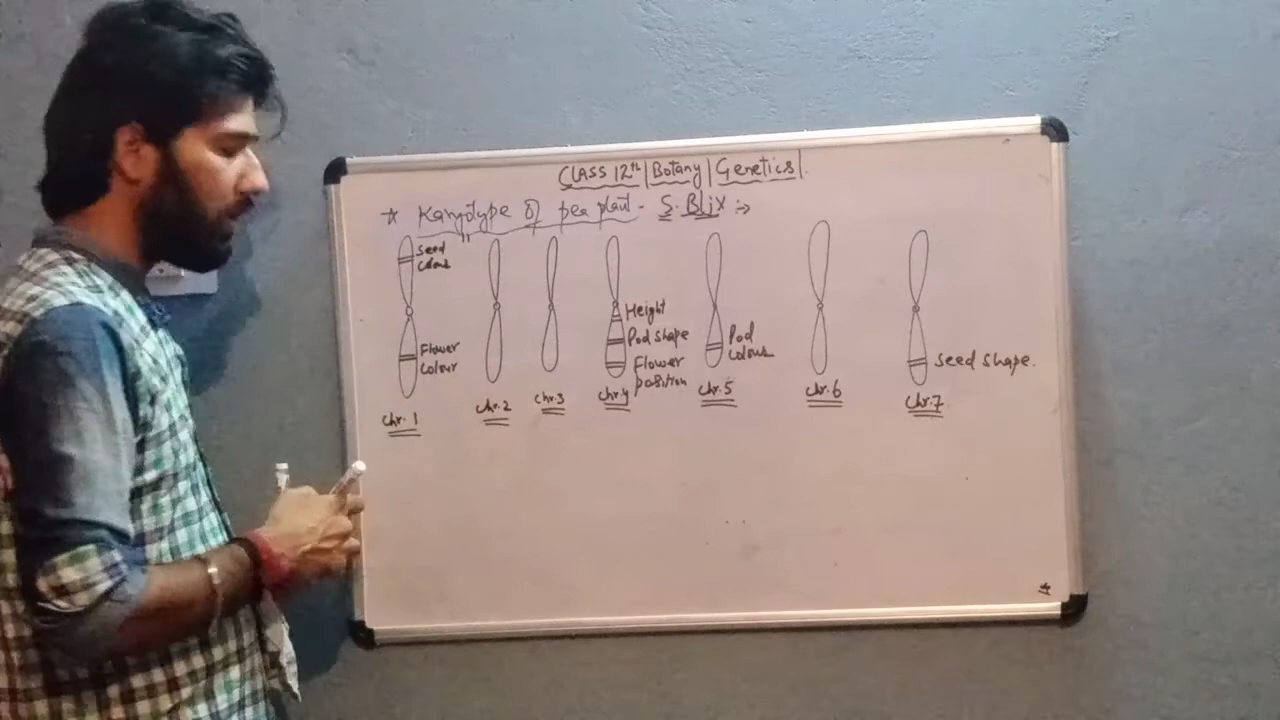 CLASS 12th | Botany | Genetics |.
* Karyotype of pea plant - S. Blix :->
Seed
colour
Flower
Colour
Chr. 1
Chr. 2
Chr. 3
Height
Pod shape
Flower
position
Chr. 4
Pod
colour
Chr. 5
Chr. 6
Seed shape.
Chr. 7